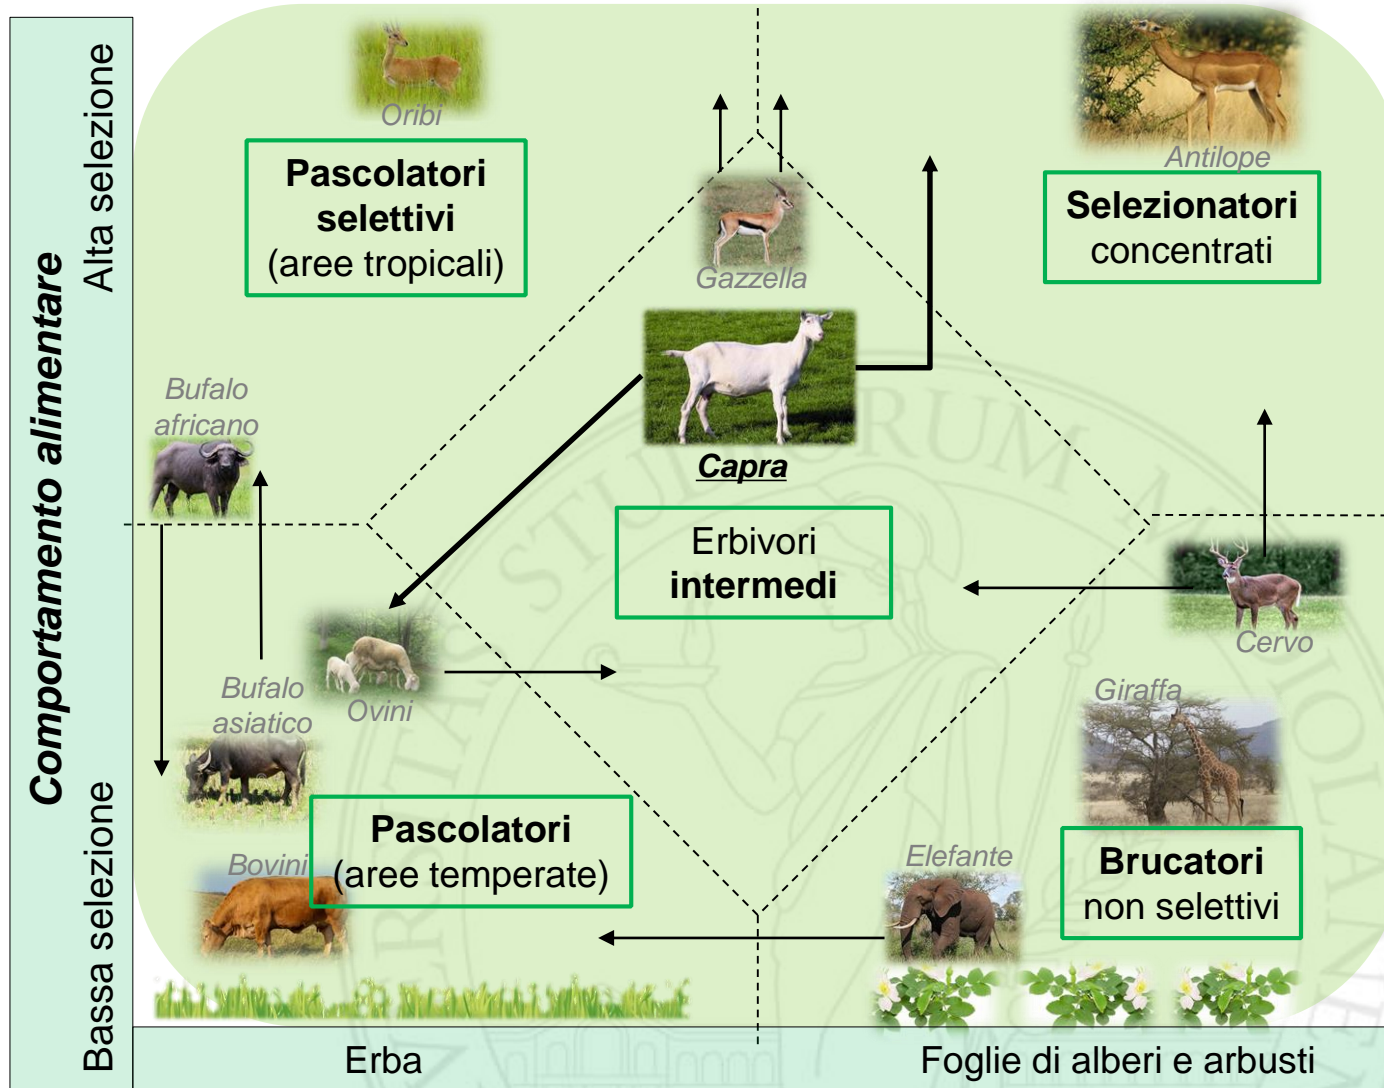 Comportamento alimentare
Alta selezione
Bassa selezione
Oribi
Pascolatori
selettivi
(aree tropicali)
Gazzella
Antilope
Selezionatori
concentrati
Bufalo
africano
Capra
Erbivori
intermedi
Cervo
Bufalo
asiatico
Ovini
Giraffa
Pascolatori
(aree temperate)
Bovini
Elefante
Brucatori
non selettivi
Erba
Foglie di alberi e arbusti